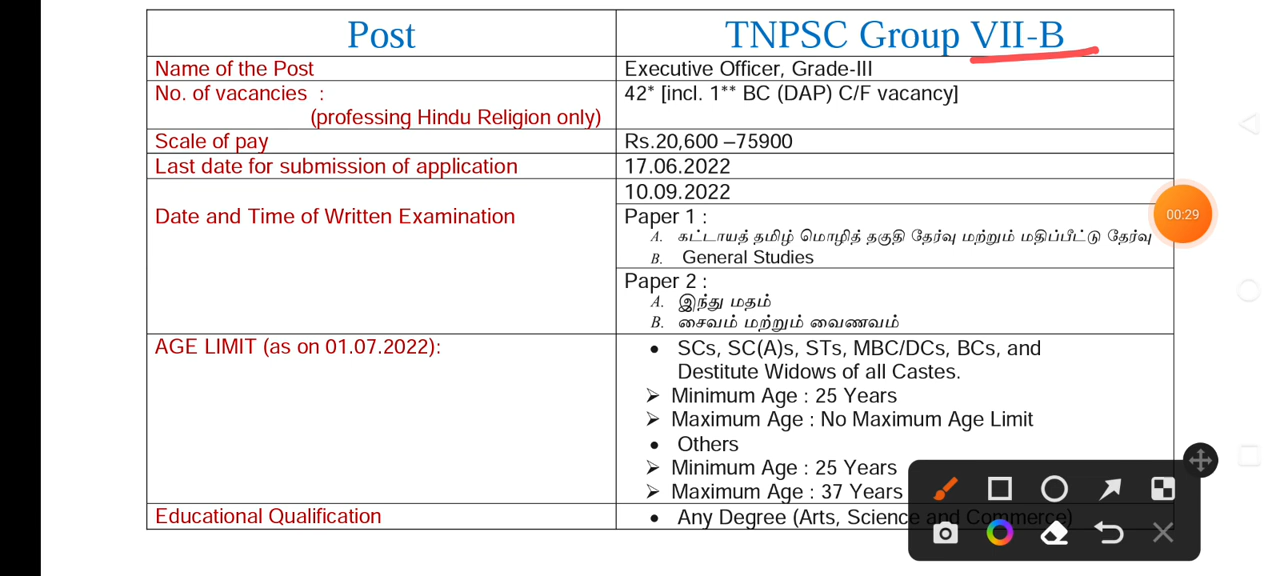 Post
TNPSC Group VII-B
Name of the Post
Executive Officer, Grade-III
No. of vacancies :
(professing Hindu Religion only)
42* [incl. 1** BC (DAP) C/F vacancy]
Scale of pay
Rs.20,600 –75900
Last date for submission of application
17.06.2022
Date and Time of Written Examination
10.09.2022
Paper 1 :
A. கட்டாயத் தமிழ் மொழித் தகுதி தேர்வு மற்றும் மதிப்பீட்டு தேர்வு
B. General Studies
Paper 2 :
A. இந்து மதம்
B. சைவம் மற்றும் வைணவம்
AGE LIMIT (as on 01.07.2022):
• SCs, SC(A)s, STs, MBC/DCs, BCs, and
Destitute Widows of all Castes.
➢ Minimum Age : 25 Years
➢ Maximum Age : No Maximum Age Limit
• Others
➢ Minimum Age : 25 Years
➢ Maximum Age : 37 Years
Educational Qualification
• Any Degree (Arts, Science and Commerce)
00:29